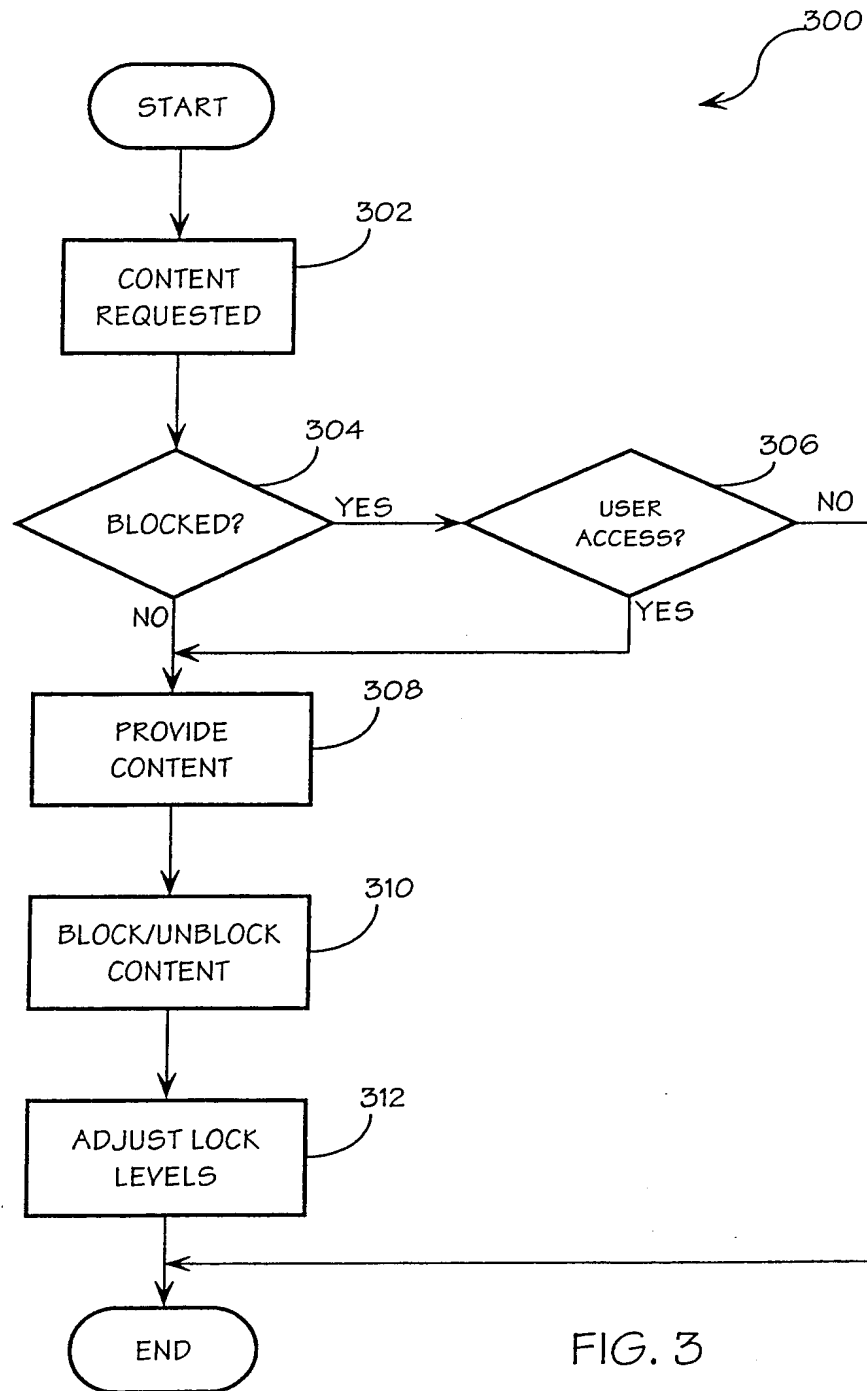 300
START
302
CONTENT
REQUESTED
304
306
BLOCKED?
YES
USER
ACCESS?
NO
NO
YES
308
PROVIDE
CONTENT
310
BLOCK/UNBLOCK
CONTENT
312
ADJUST LOCK
LEVELS
END
FIG. 3